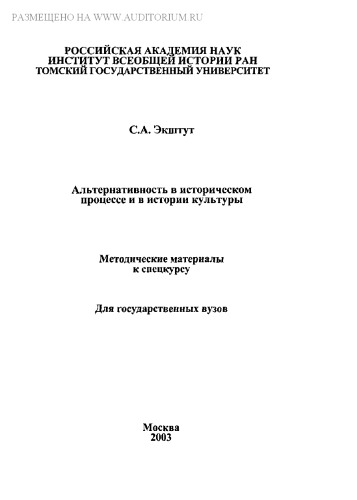 РАЗМЕЩЕНО НА WWW.AUDITORIUM.RU
РОССИЙСКАЯ АКАДЕМИЯ НАУК
ИНСТИТУТ ВСЕОБЩЕЙ ИСТОРИИ РАН
ТОМСКИЙ ГОСУДАРСТВЕННЫЙ УНИВЕРСИТЕТ
С.А. Экштут
Альтернативность в историческом
процессе и в истории культуры
Методические материалы
к спецкурсу
Для государственных вузов
Москва
2003